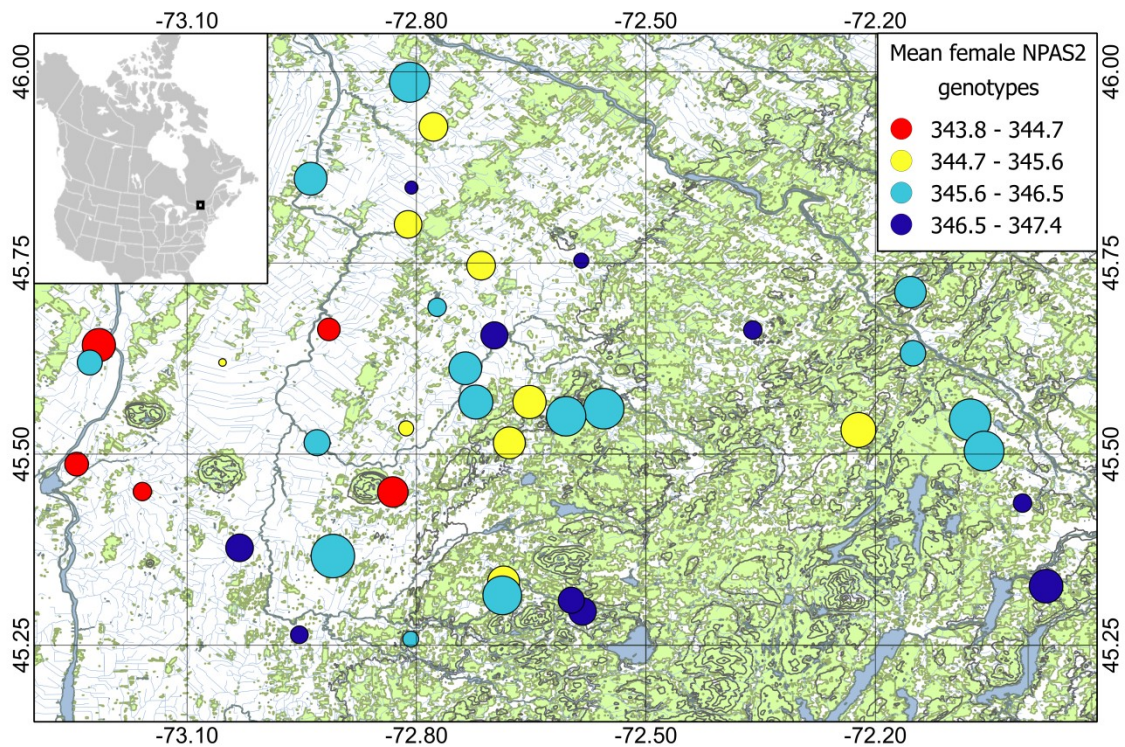 -73.10 -72.80 -72.50 -72.20
46.00 46.00
Mean female NPAS2
genotypes
343.8 - 344.7
344.7 - 345.6
345.6 - 346.5
346.5 - 347.4
45.75 45.75
45.50 45.50
45.25 45.25
-73.10 -72.80 -72.50 -72.20